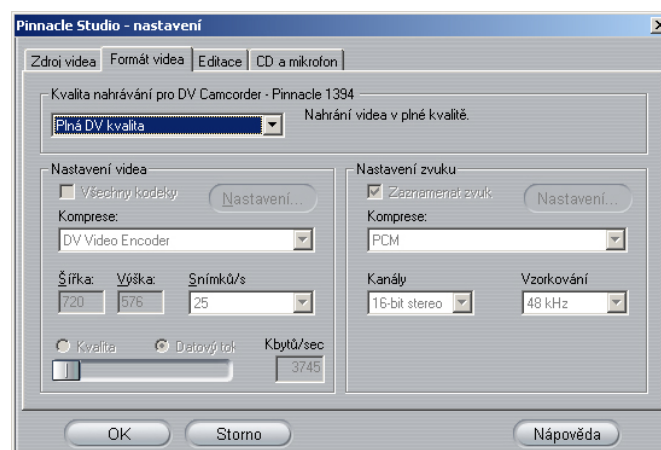 Pinnacle Studio - nastavení
Zdroj videa Formát videa Editace CD a mikrofon
Kvalita nahrávání pro DV Camcorder - Pinnacle 1394
Plná DV kvalita
Nahrání videa v plné kvalitě.
Nastavení videa
Všechny kodeky
Nastavení...
Komprese:
DV Video Encoder
Šířka: Výška: Snímků/s
720 576 25
Kvalita Datový tok Kbytů/sec
3745
Nastavení zvuku
Zaznamenat zvuk
Nastavení...
Komprese:
PCM
Kanály Vzorkování
16-bit stereo 48 kHz
OK Storno Nápověda